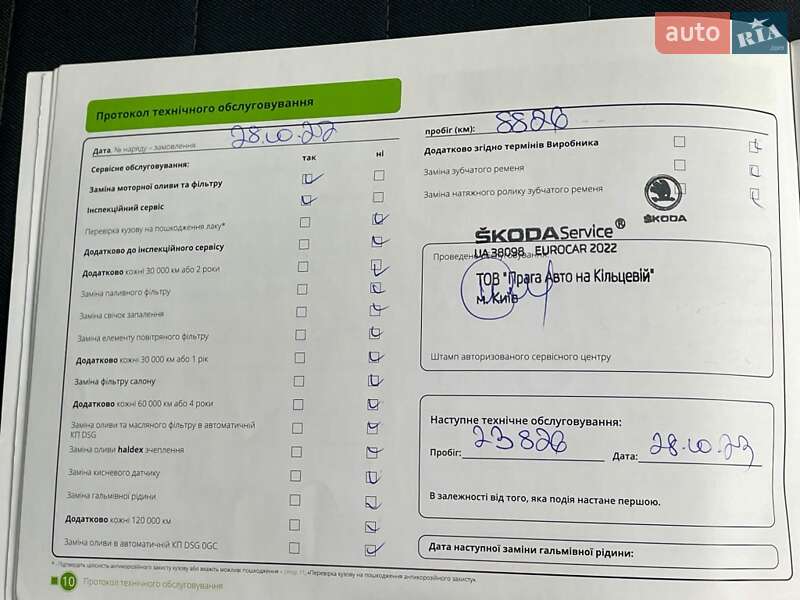 auto RIA
.com
Протокол технічного обслуговування
Дата, № наряду – замовлення 28.10.22
Сервісне обслуговування: так ні
Заміна моторної оливи та фільтру
Інспекційний сервіс
Перевірка кузову на пошкодження лаку*
Додатково до інспекційного сервісу
Додатково кожні 30 000 км або 2 роки
Заміна паливного фільтру
Заміна свічок запалення
Заміна елементу повітряного фільтру
Додатково кожні 30 000 км або 1 рік
Заміна фільтру салону
Додатково кожні 60 000 км або 4 роки
Заміна оливи та масляного фільтру в автоматичній
КП DSG
Заміна оливи haldex зчеплення
Заміна кисневого датчику
Заміна гальмівної рідини
Додатково кожні 120 000 км
Заміна оливи в автоматичній КП DSG 0GC
пробіг (км): 8826
Додатково згідно термінів Виробника
Заміна зубчатого ременя
Заміна натяжного ролику зубчатого ременя
ŠKODA
ŠKODA Service®
UA 38098 EUROCAR 2022
ТОВ "Прага Авто на Кільцевій"
м. Київ
Штамп авторизованого сервісного центру
Наступне технічне обслуговування:
Пробіг: 23826 Дата: 28.10.23
В залежності від того, яка подія настане першою.
Дата наступної заміни гальмівної рідини:
10 Протокол технічного обслуговування